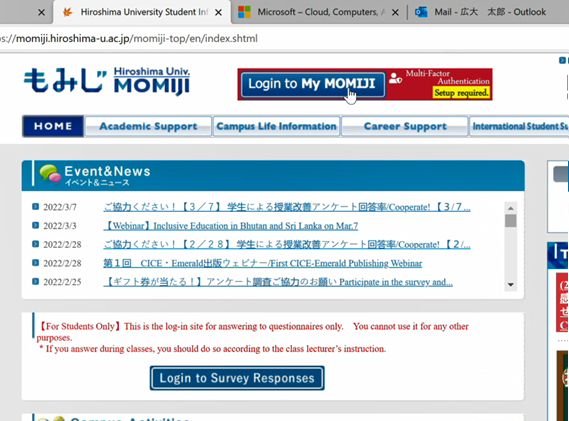 Hiroshima University Student Inf
Microsoft – Cloud, Computers, A
Mail - 広大　太郎 - Outlook
s://momiji.hiroshima-u.ac.jp/momiji-top/en/index.shtml
もみじ Hiroshima Univ. MOMIJI
Login to My MOMIJI
Multi-Factor
Authentication
Setup required.
HOME Academic Support Campus Life Information Career Support International Student Su
Event&News
イベント&ニュース
2022/3/7 ご協力ください！【３／７】 学生による授業改善アンケート回答率/Cooperate! 【３/７...
2022/3/3 【Webinar】Inclusive Education in Bhutan and Sri Lanka on Mar.7
2022/2/28 ご協力ください！【２／２８】 学生による授業改善アンケート回答率/Cooperate! 【２/...
2022/2/28 第１回　CICE・Emerald出版ウェビナー/First CICE-Emerald Publishing Webinar
2022/2/25 【ギフト券が当たる！】アンケート調査ご協力のお願い Participate in the survey and...
【For Students Only】This is the log-in site for answering to questionnaires only.　You cannot use it for any other
purposes.
* If you answer during classes, you should do so according to the class lecturer's instruction.
Login to Survey Responses
Campus Activities